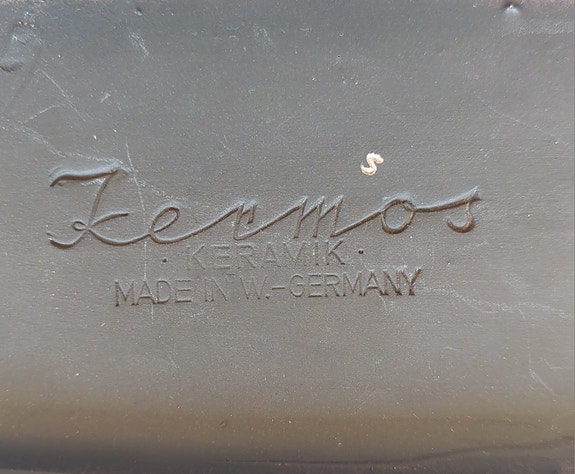 s
Kermos
· KERAMIK ·
MADE IN W.-GERMANY